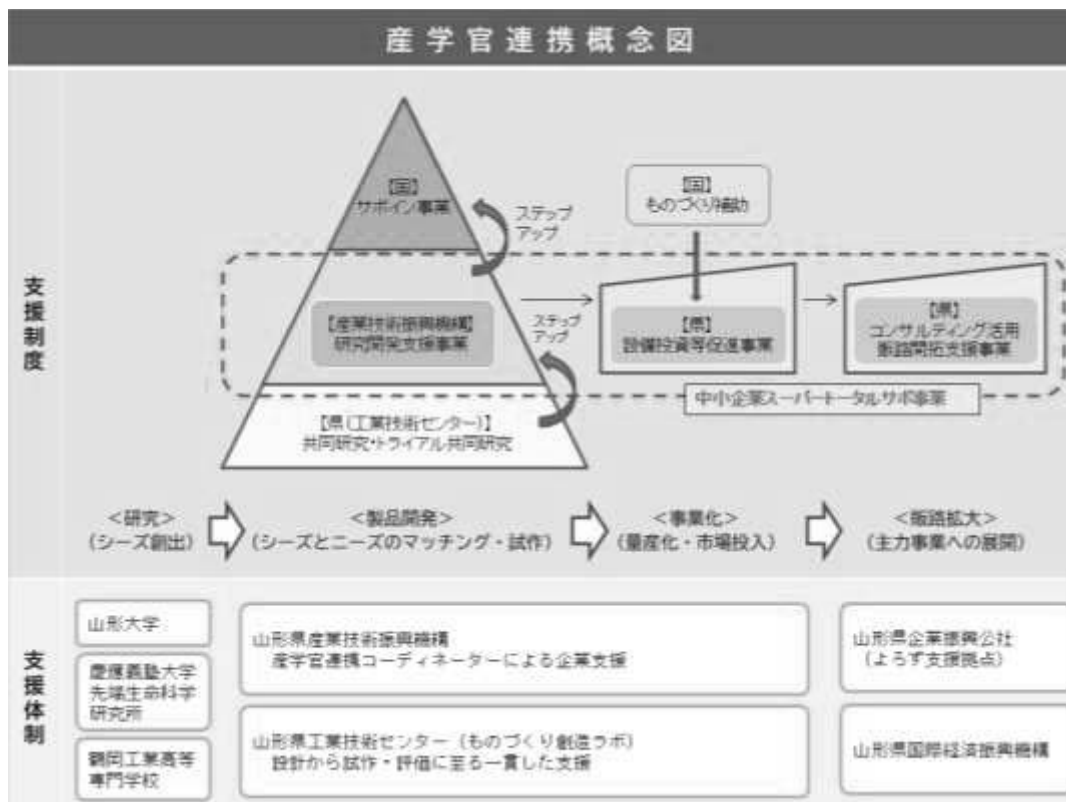 産学官連携概念図
支援制度
【国】
サポイン事業
ステップ
アップ
【国】
ものづくり補助
【産業技術振興機構】
研究開発支援事業
ステップ
アップ
【県】
設備投資等促進事業
【県】
コンサルティング活用
販路開拓支援事業
中小企業スーパートータルサポ事業
【県(工業技術センター)】
共同研究・トライアル共同研究
<研究>
(シーズ創出)
<製品開発>
(シーズとニーズのマッチング・試作)
<事業化>
(量産化・市場投入)
<販路拡大>
(主力事業への展開)
支援体制
山形大学
慶應義塾大学
先端生命科学
研究所
鶴岡工業高等
専門学校
山形県産業技術振興機構
産学官連携コーディネーターによる企業支援
山形県工業技術センター(ものづくり創造ラボ)
設計から試作・評価に至る一貫した支援
山形県企業振興公社
(よろず支援拠点)
山形県国際経済振興機構